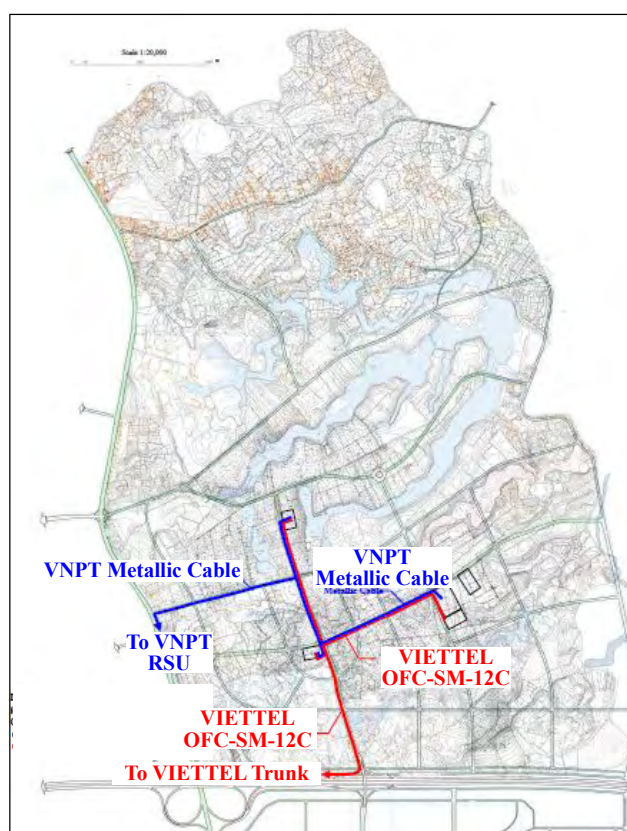 Scale 1:20,000
VNPT Metallic Cable
VNPT
Metallic Cable
Metallic Cable
To VNPT
RSU
VIETTEL
OFC-SM-12C
VIETTEL
OFC-SM-12C
To VIETTEL Trunk